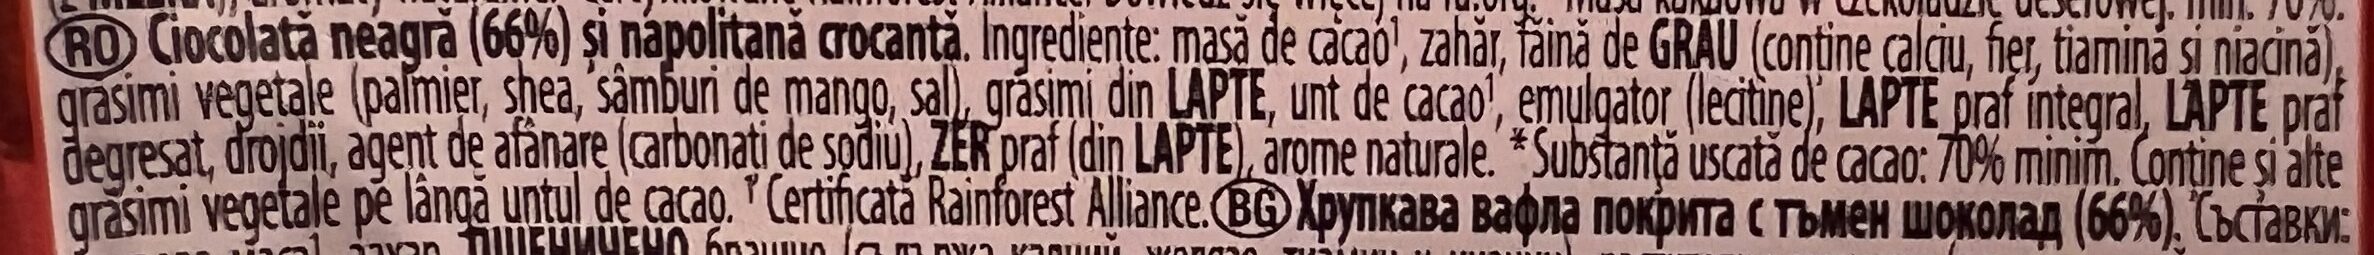 RO Ciocolată neagră (66%) și napolitană crocantă. Ingrediente: masă de cacao¹, zahăr, făină de GRAU (conține calciu, fier, tiamină și niacină),
grăsimi vegetale (palmier, shea, sâmburi de mango, sal), grăsimi din LAPTE, unt de cacao¹, emulgator (lecitine), LAPTE praf integral, LAPTE praf
degresat, drojdii, agent de afânare (carbonați de sodiu), ZER praf (din LAPTE), arome naturale. *Substanță uscată de cacao: 70% minim. Conține și alte
grăsimi vegetale pe lângă untul de cacao. ¹ Certificată Rainforest Alliance. BG Хрупкава вафла покрита с тъмен шоколад (66%). Съставки: